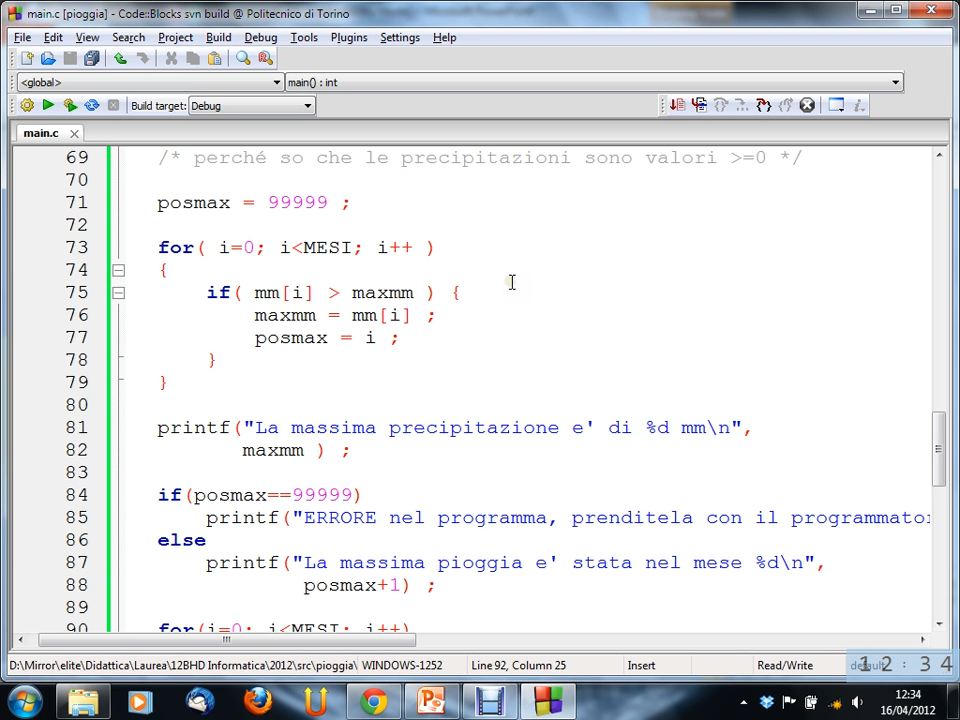 main.c [pioggia] - Code::Blocks svn build @ Politecnico di Torino
File Edit View Search Project Build Debug Tools Plugins Settings Help
<global> main() : int
Build target: Debug
main.c
69 /* perché so che le precipitazioni sono valori >=0 */
70
71 posmax = 99999 ;
72
73 for( i=0; i<MESI; i++ )
74 {
75 if( mm[i] > maxmm ) {
76 maxmm = mm[i] ;
77 posmax = i ;
78 }
79 }
80
81 printf("La massima precipitazione e' di %d mm\n",
82 maxmm ) ;
83
84 if(posmax==99999)
85 printf("ERRORE nel programma, prenditela con il programmator
86 else
87 printf("La massima pioggia e' stata nel mese %d\n",
88 posmax+1) ;
89
90 for(i=0; i<MESI; i++)
D:\Mirror\elite\Didattica\Laurea\12BHD Informatica\2012\src\pioggia\ WINDOWS-1252 Line 92, Column 25 Insert Read/Write default
12:34
12:34
16/04/2012